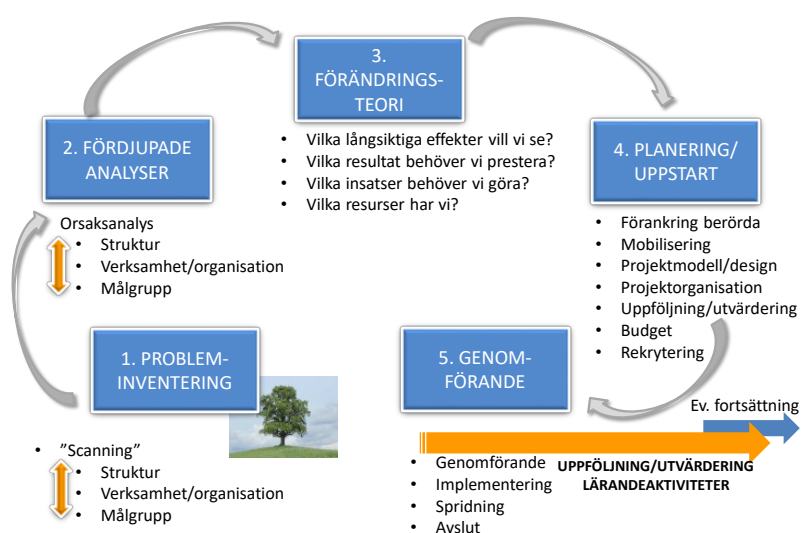 1. PROBLEM-
INVENTERING
• ”Scanning”
• Struktur
• Verksamhet/organisation
• Målgrupp
2. FÖRDJUPADE
ANALYSER
Orsaksanalys
• Struktur
• Verksamhet/organisation
• Målgrupp
3.
FÖRÄNDRINGS-
TEORI
• Vilka långsiktiga effekter vill vi se?
• Vilka resultat behöver vi prestera?
• Vilka insatser behöver vi göra?
• Vilka resurser har vi?
4. PLANERING/
UPPSTART
• Förankring berörda
• Mobilisering
• Projektmodell/design
• Projektorganisation
• Uppföljning/utvärdering
• Budget
• Rekrytering
5. GENOM-
FÖRANDE
Ev. fortsättning
• Genomförande
• Implementering
• Spridning
• Avslut
UPPFÖLJNING/UTVÄRDERING
LÄRANDEAKTIVITETER